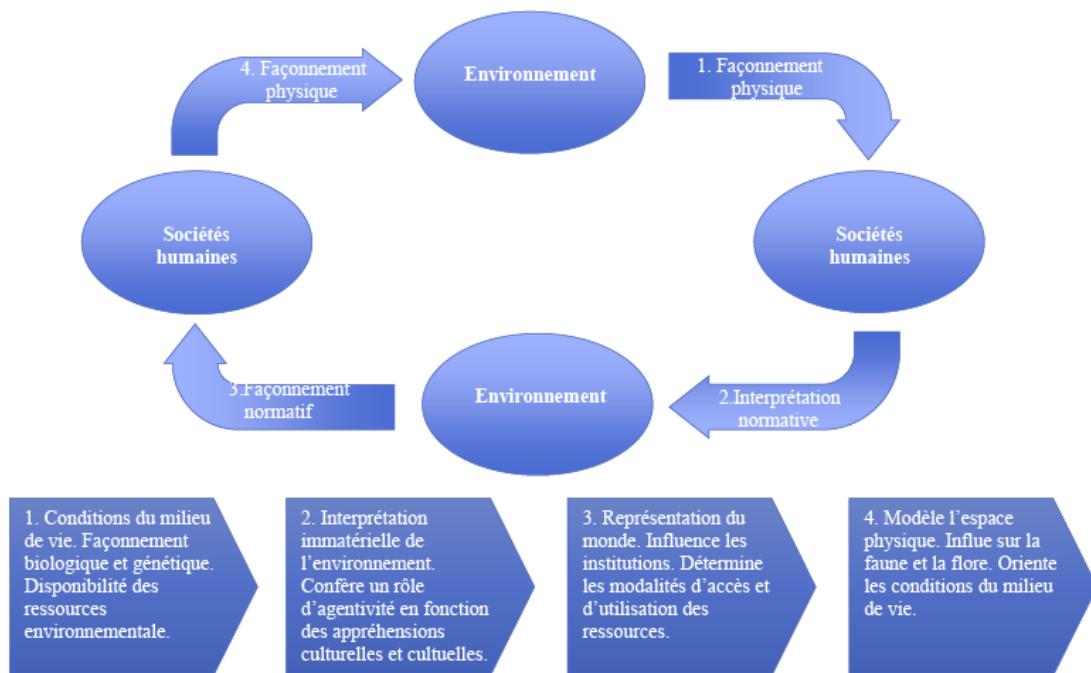 Environnement
1. Façonnement
physique
Sociétés
humaines
2.Interprétation
normative
Environnement
3.Façonnement
normatif
Sociétés
humaines
4. Façonnement
physique
1. Conditions du milieu
de vie. Façonnement
biologique et génétique.
Disponibilité des
ressources
environnementale.
2. Interprétation
immatérielle de
l’environnement.
Confère un rôle
d’agentivité en fonction
des appréhensions
culturelles et cultuelles.
3. Représentation du
monde. Influence les
institutions. Détermine
les modalités d’accès et
d’utilisation des
ressources.
4. Modèle l’espace
physique. Influe sur la
faune et la flore. Oriente
les conditions du milieu
de vie.